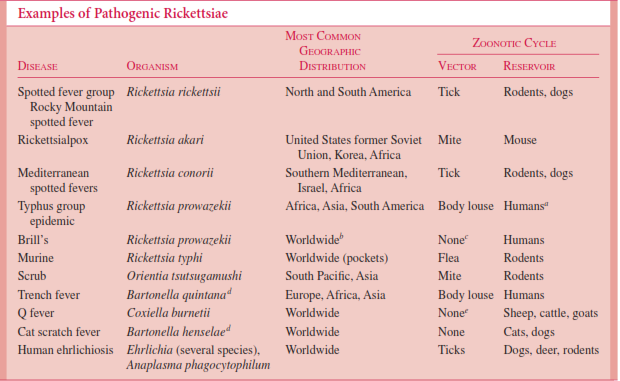 Examples of Pathogenic Rickettsiae
MOST COMMON
GEOGRAPHIC
ZOONOTIC CYCLE
DISEASE ORGANISM DISTRIBUTION VECTOR RESERVOIR
Spotted fever group Rickettsia rickettsii North and South America Tick Rodents, dogs
Rocky Mountain
spotted fever
Rickettsialpox Rickettsia akari United States former Soviet Mite Mouse
Union, Korea, Africa
Mediterranean Rickettsia conorii Southern Mediterranean, Tick Rodents, dogs
spotted fevers Israel, Africa
Typhus group Rickettsia prowazekii Africa, Asia, South America Body louse Humansᵃ
epidemic
Brill's Rickettsia prowazekii Worldwideᵇ Noneᶜ Humans
Murine Rickettsia typhi Worldwide (pockets) Flea Rodents
Scrub Orientia tsutsugamushi South Pacific, Asia Mite Rodents
Trench fever Bartonella quintanaᵈ Europe, Africa, Asia Body louse Humans
Q fever Coxiella burnetii Worldwide Noneᵉ Sheep, cattle, goats
Cat scratch fever Bartonella henselaeᵈ Worldwide None Cats, dogs
Human ehrlichiosis Ehrlichia (several species), Worldwide Ticks Dogs, deer, rodents
Anaplasma phagocytophilum